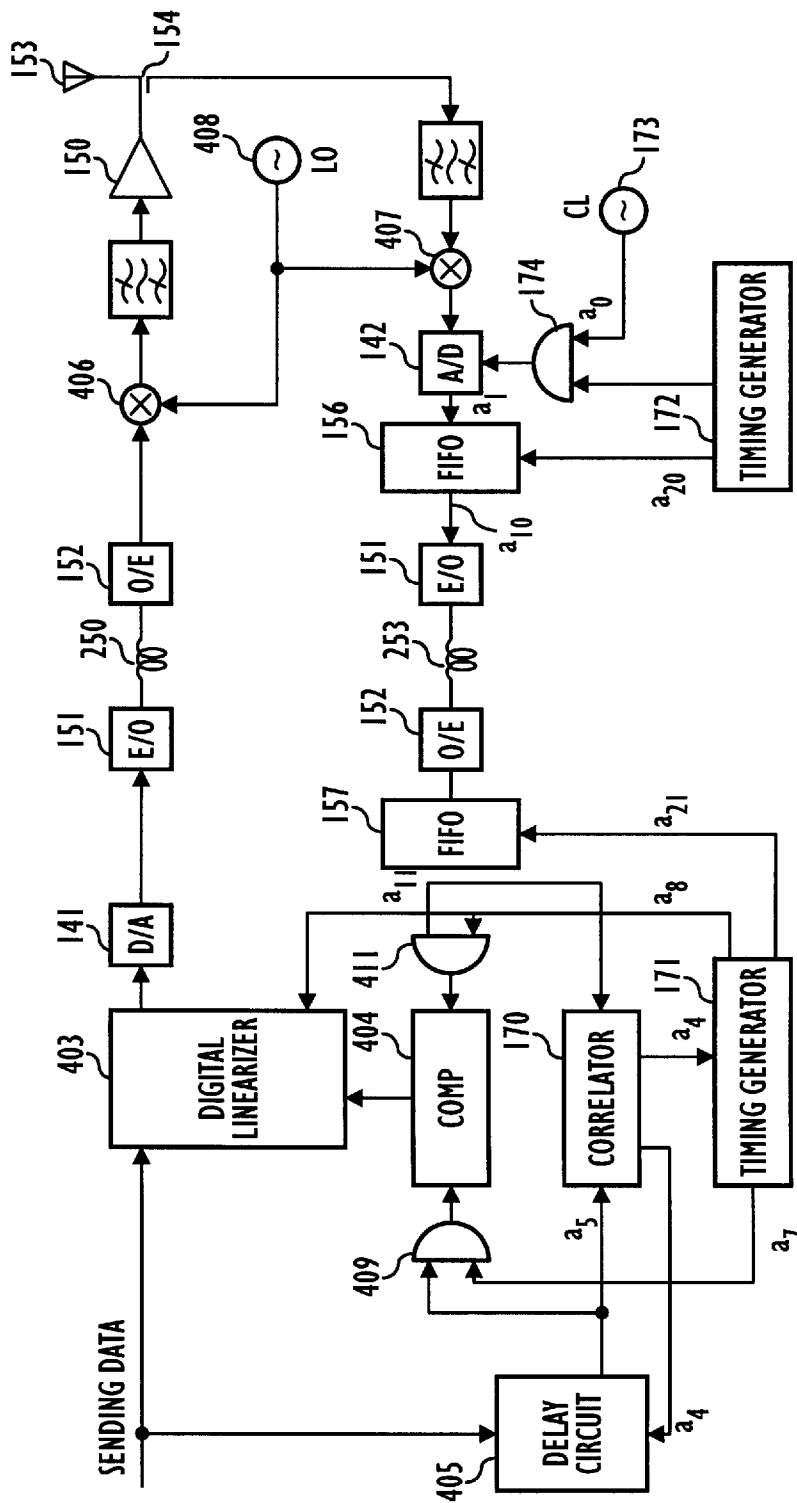 SENDING DATA
403
DIGITAL
LINEARIZER
141
D/A
151
E/O
250
152
O/E
406
150
153
154
408
LO
~
405
DELAY
CIRCUIT
a4
409
404
COMP
411
a11
157
FIFO
152
O/E
253
151
E/O
a10
156
FIFO
a1
142
A/D
407
174
a0
CL
173
~
a5
170
CORRELATOR
a4
a8
a21
a20
171
TIMING GENERATOR
a7
172
TIMING GENERATOR